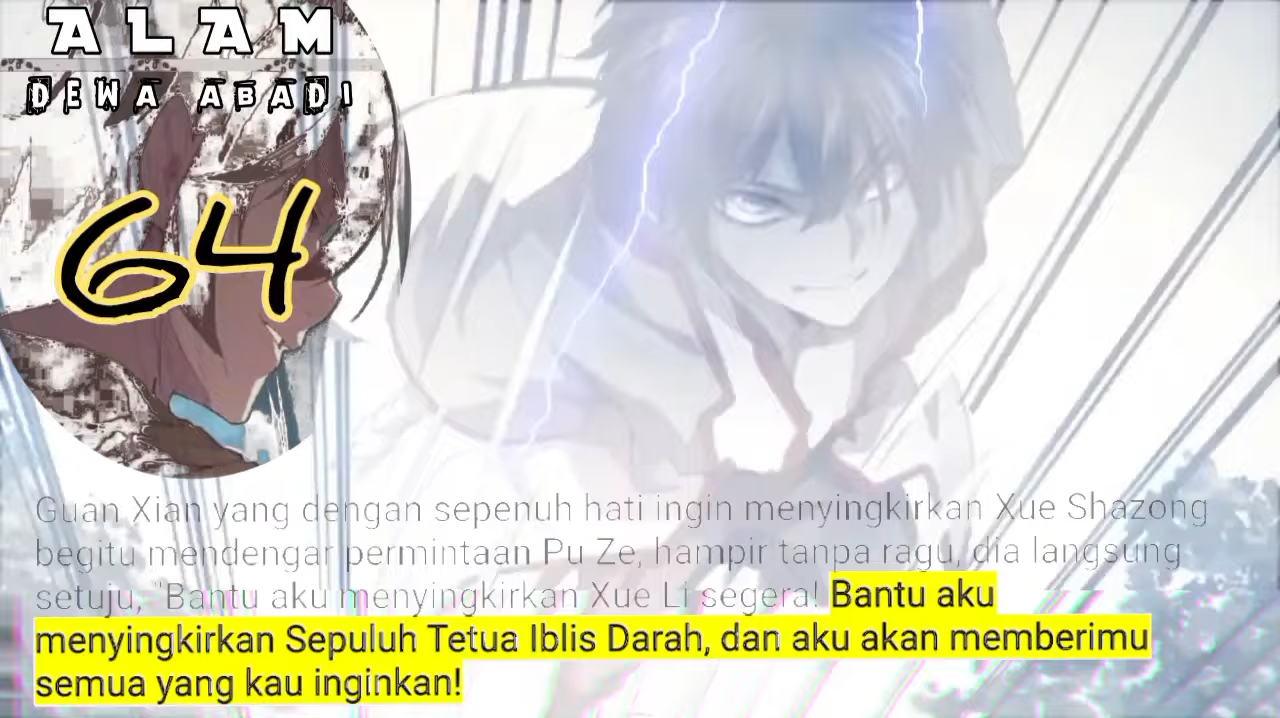 ALAM
DEWA ABADI
64
Guan Xian yang dengan sepenuh hati ingin menyingkirkan Xue Shazong
begitu mendengar permintaan Pu Ze, hampir tanpa ragu, dia langsung
setuju, "Bantu aku menyingkirkan Xue Li segera! Bantu aku
menyingkirkan Sepuluh Tetua Iblis Darah, dan aku akan memberimu
semua yang kau inginkan!